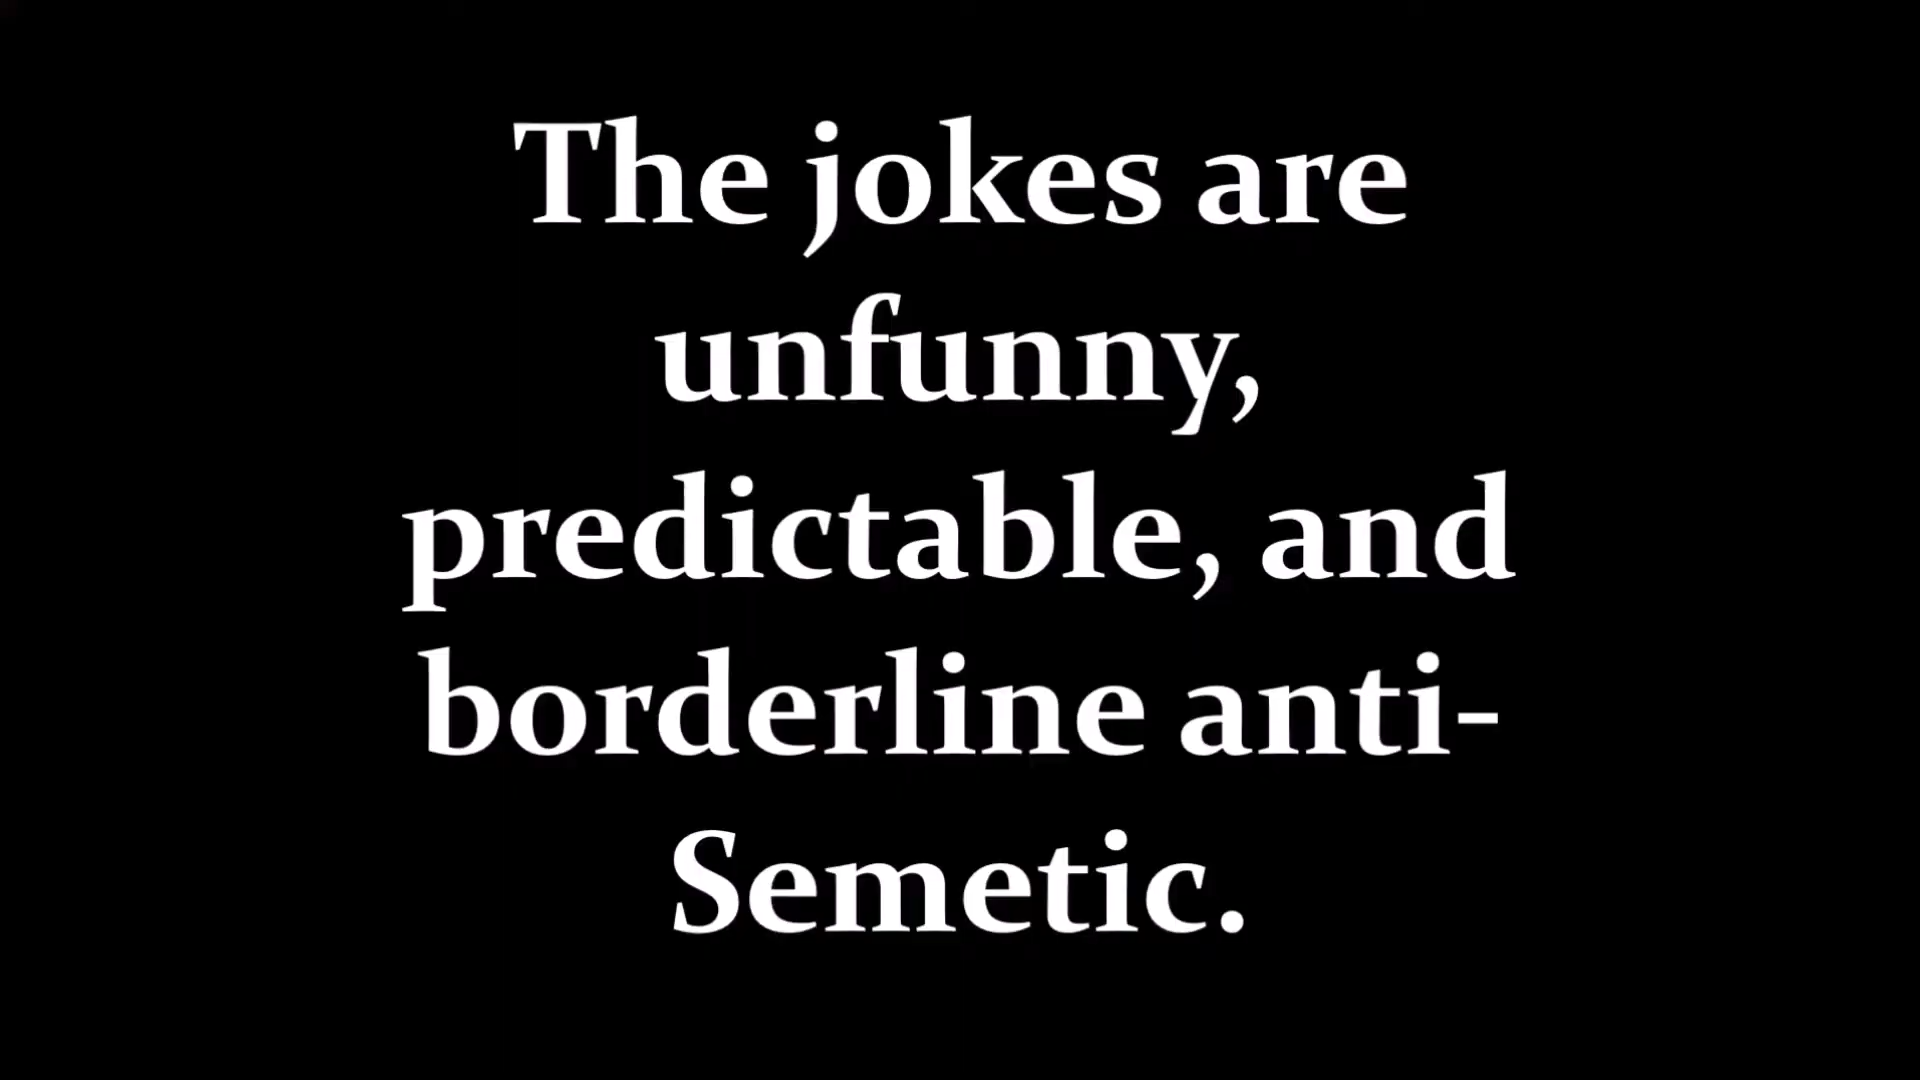 The jokes are
unfunny,
predictable, and
borderline anti-
Semetic.